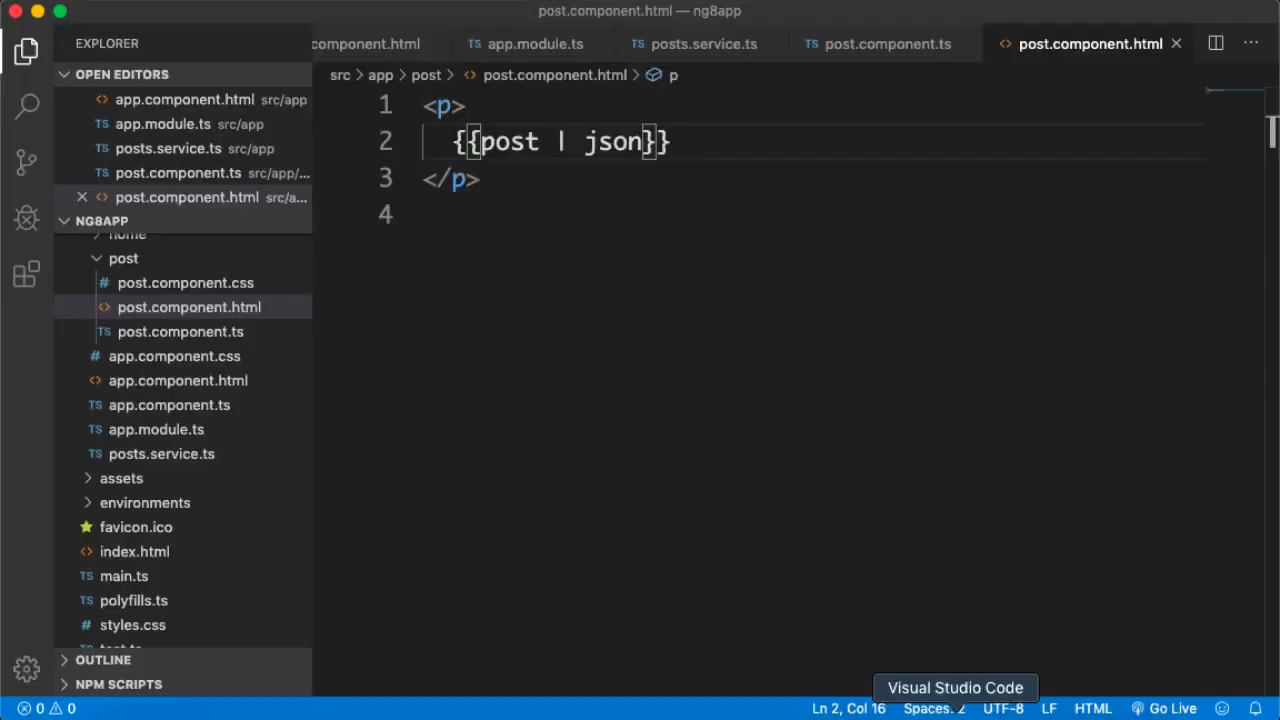 post.component.html — ng8app
EXPLORER
component.html
app.module.ts
posts.service.ts
post.component.ts
post.component.html
OPEN EDITORS
src > app > post > post.component.html > p
app.component.html src/app
app.module.ts src/app
posts.service.ts src/app
post.component.ts src/app/...
post.component.html src/a...
NG8APP
home
post
post.component.css
post.component.html
post.component.ts
app.component.css
app.component.html
app.component.ts
app.module.ts
posts.service.ts
assets
environments
favicon.ico
index.html
main.ts
polyfills.ts
styles.css
test.ts
OUTLINE
NPM SCRIPTS
1 <p>
2 {{post | json}}
3 </p>
4
Visual Studio Code
0 0
Ln 2, Col 16
Spaces: 2
UTF-8
LF
HTML
Go Live